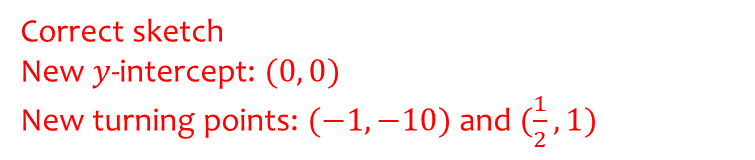 Correct sketch
New y-intercept: (0, 0)
New turning points: (−1, −10) and (1/2, 1)